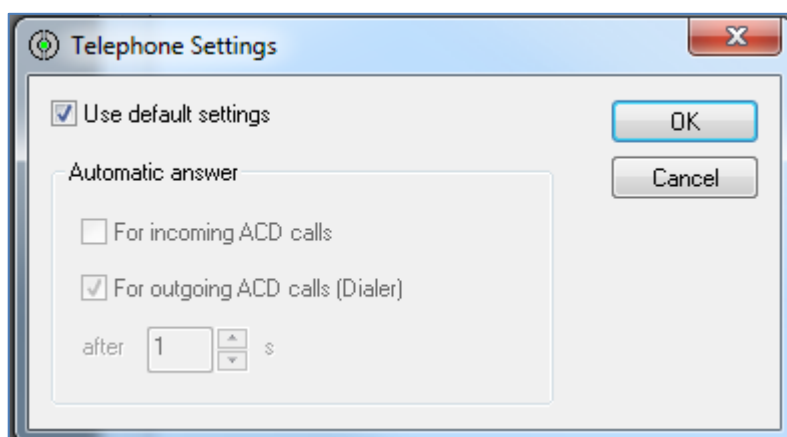 Telephone Settings
Use default settings
OK
Automatic answer
Cancel
For incoming ACD calls
For outgoing ACD calls (Dialer)
after 1 s